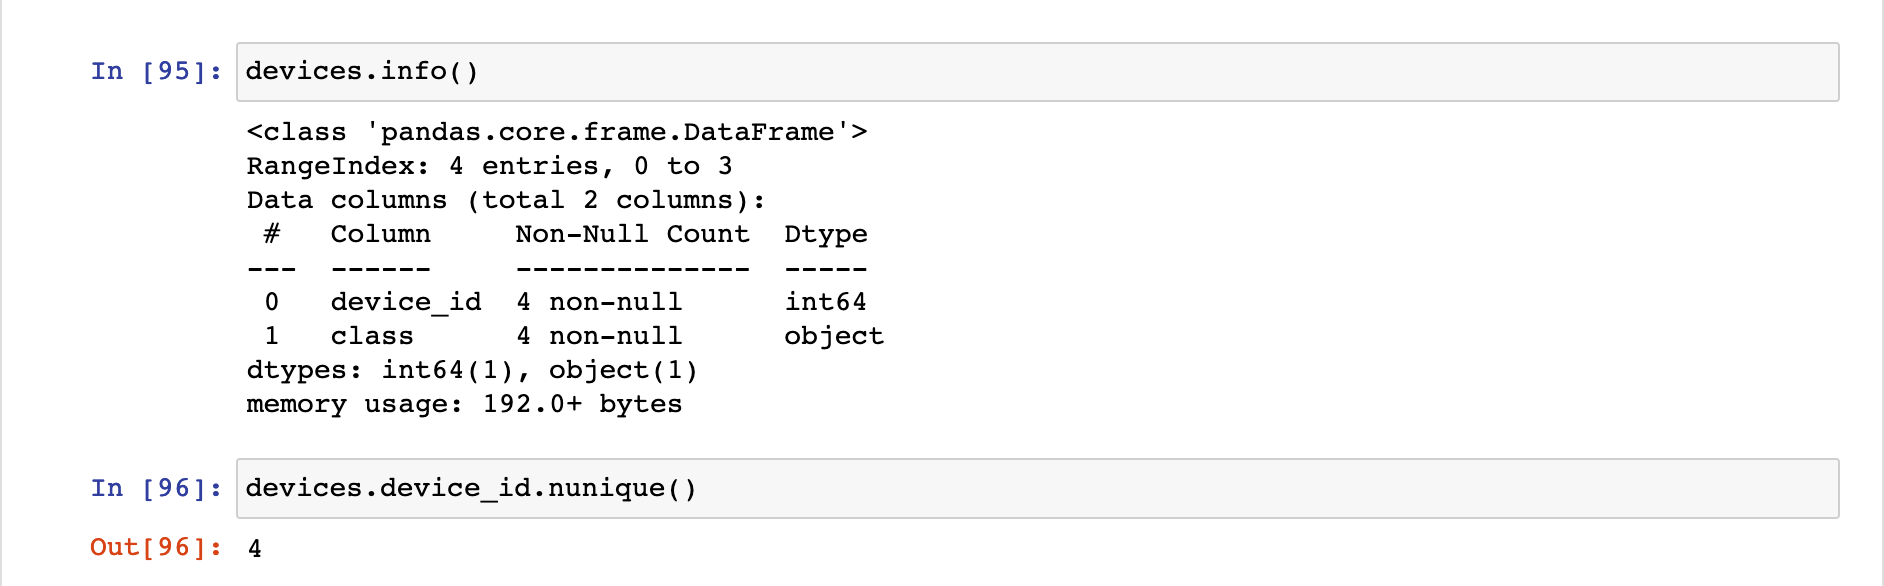 In [95]: devices.info()
<class 'pandas.core.frame.DataFrame'>
RangeIndex: 4 entries, 0 to 3
Data columns (total 2 columns):
 #   Column     Non-Null Count  Dtype
---  ------     --------------  -----
 0   device_id  4 non-null      int64
 1   class      4 non-null      object
dtypes: int64(1), object(1)
memory usage: 192.0+ bytes
In [96]: devices.device_id.nunique()
Out[96]: 4